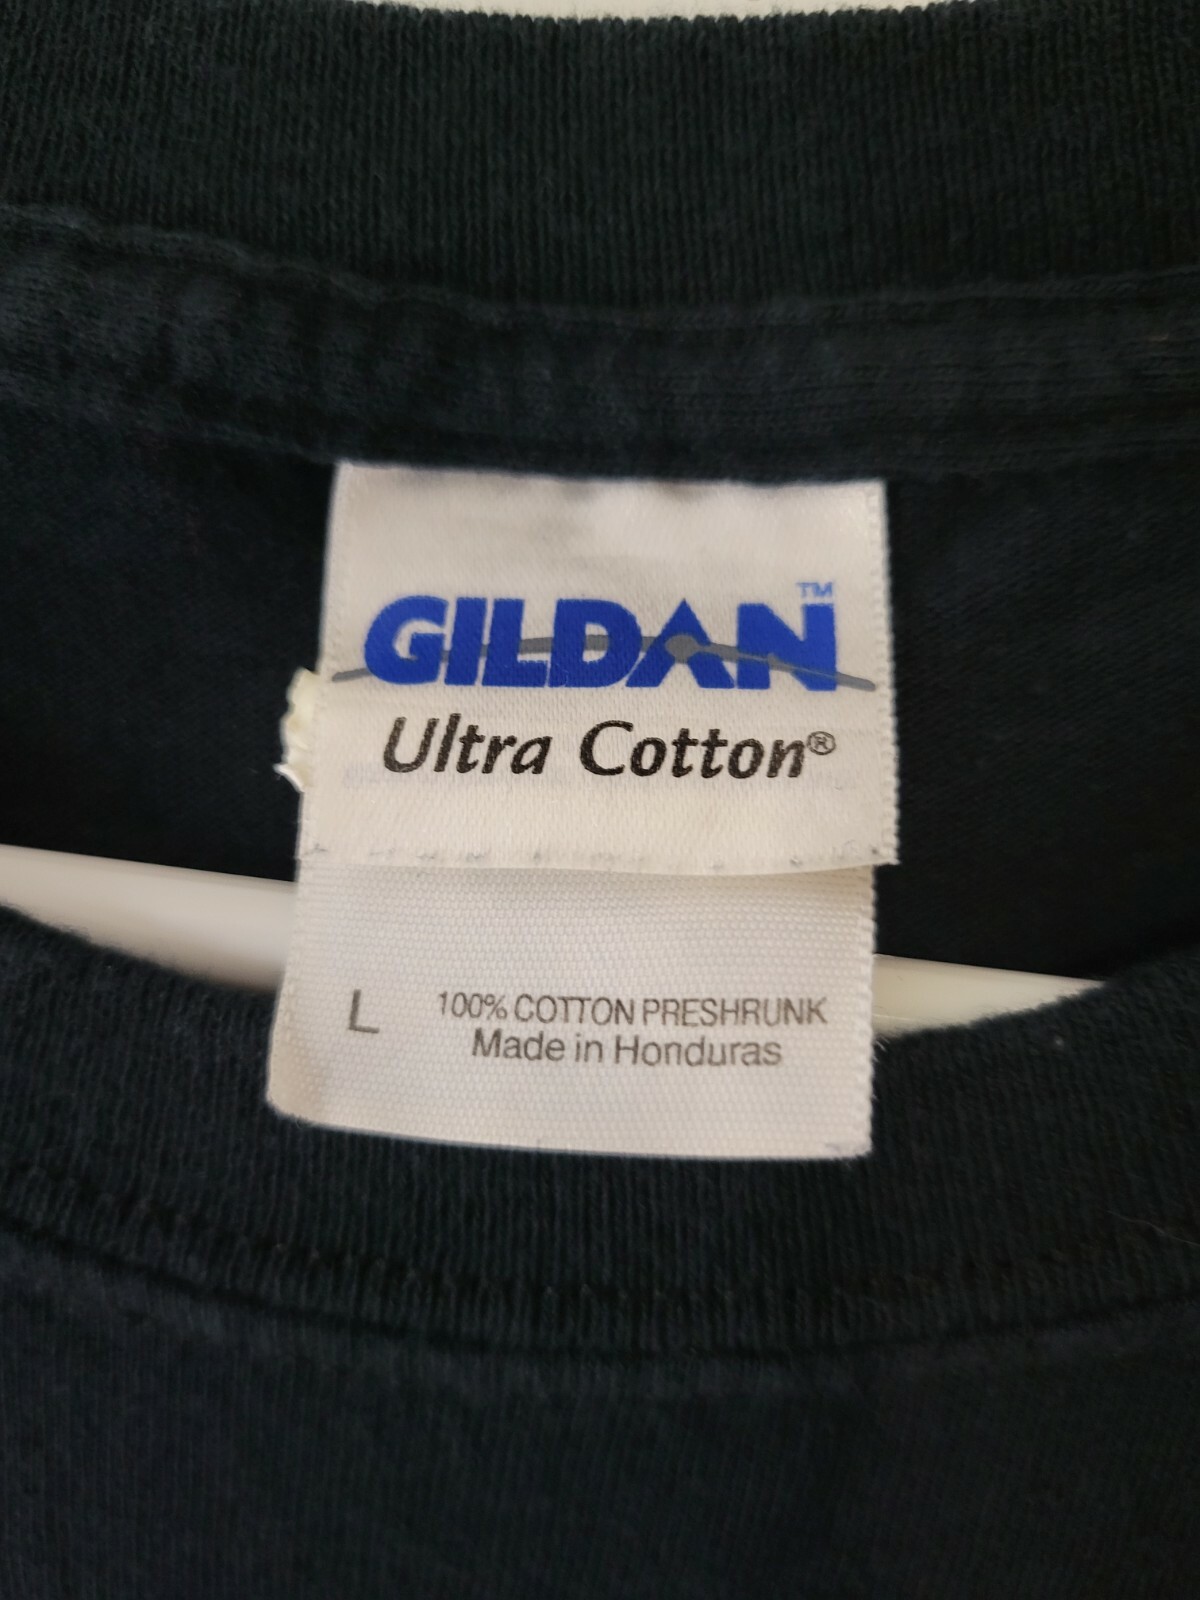 GILDAN™
Ultra Cotton®
L 100% COTTON PRESHRUNK
Made in Honduras